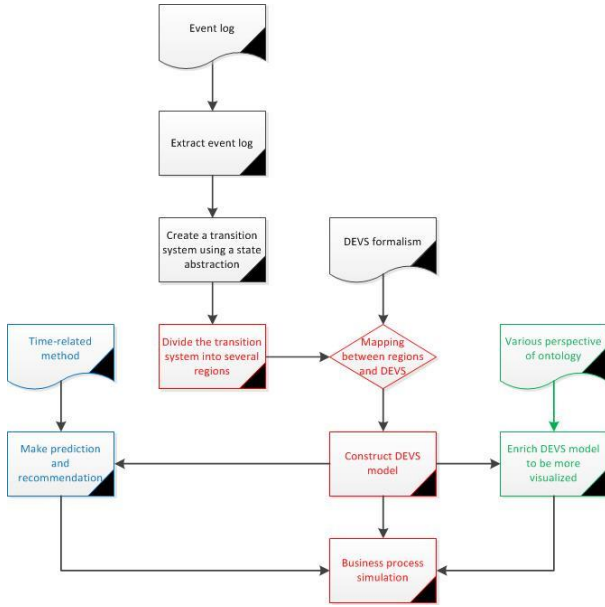 Event log
Extract event log
Create a transition
system using a state
abstraction
DEVS formalism
Time-related
method
Divide the transition
system into several
regions
Mapping
between regions
and DEVS
Various perspective
of ontology
Make prediction
and
recommendation
Construct DEVS
model
Enrich DEVS model
to be more
visualized
Business process
simulation